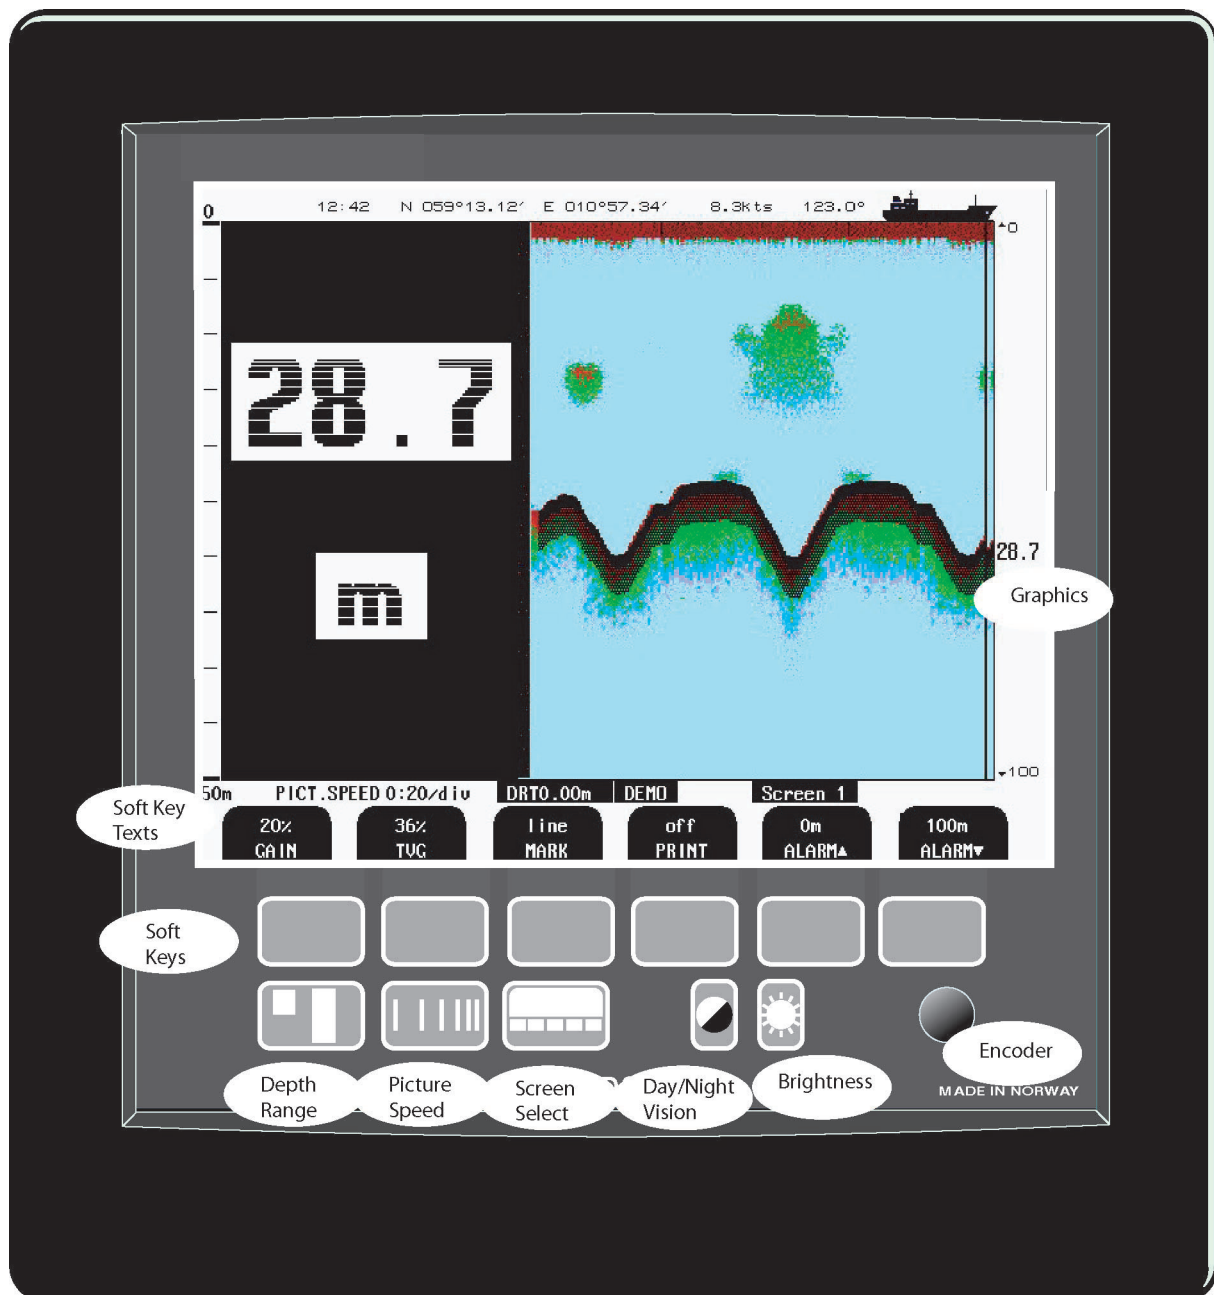 0 12:42 N 059°13.12′ E 010°57.34′ 8.3kts 123.0°
0
28.7
28.7
m
Graphics
100
50m PICT.SPEED 0:20/div DRT0.00m DEMO Screen 1
Soft Key
Texts
20% 36% line off 0m 100m
GAIN TVG MARK PRINT ALARM▲ ALARM▼
Soft
Keys
Encoder
Depth
Range
Picture
Speed
Screen
Select
Day/Night
Vision
Brightness
MADE IN NORWAY